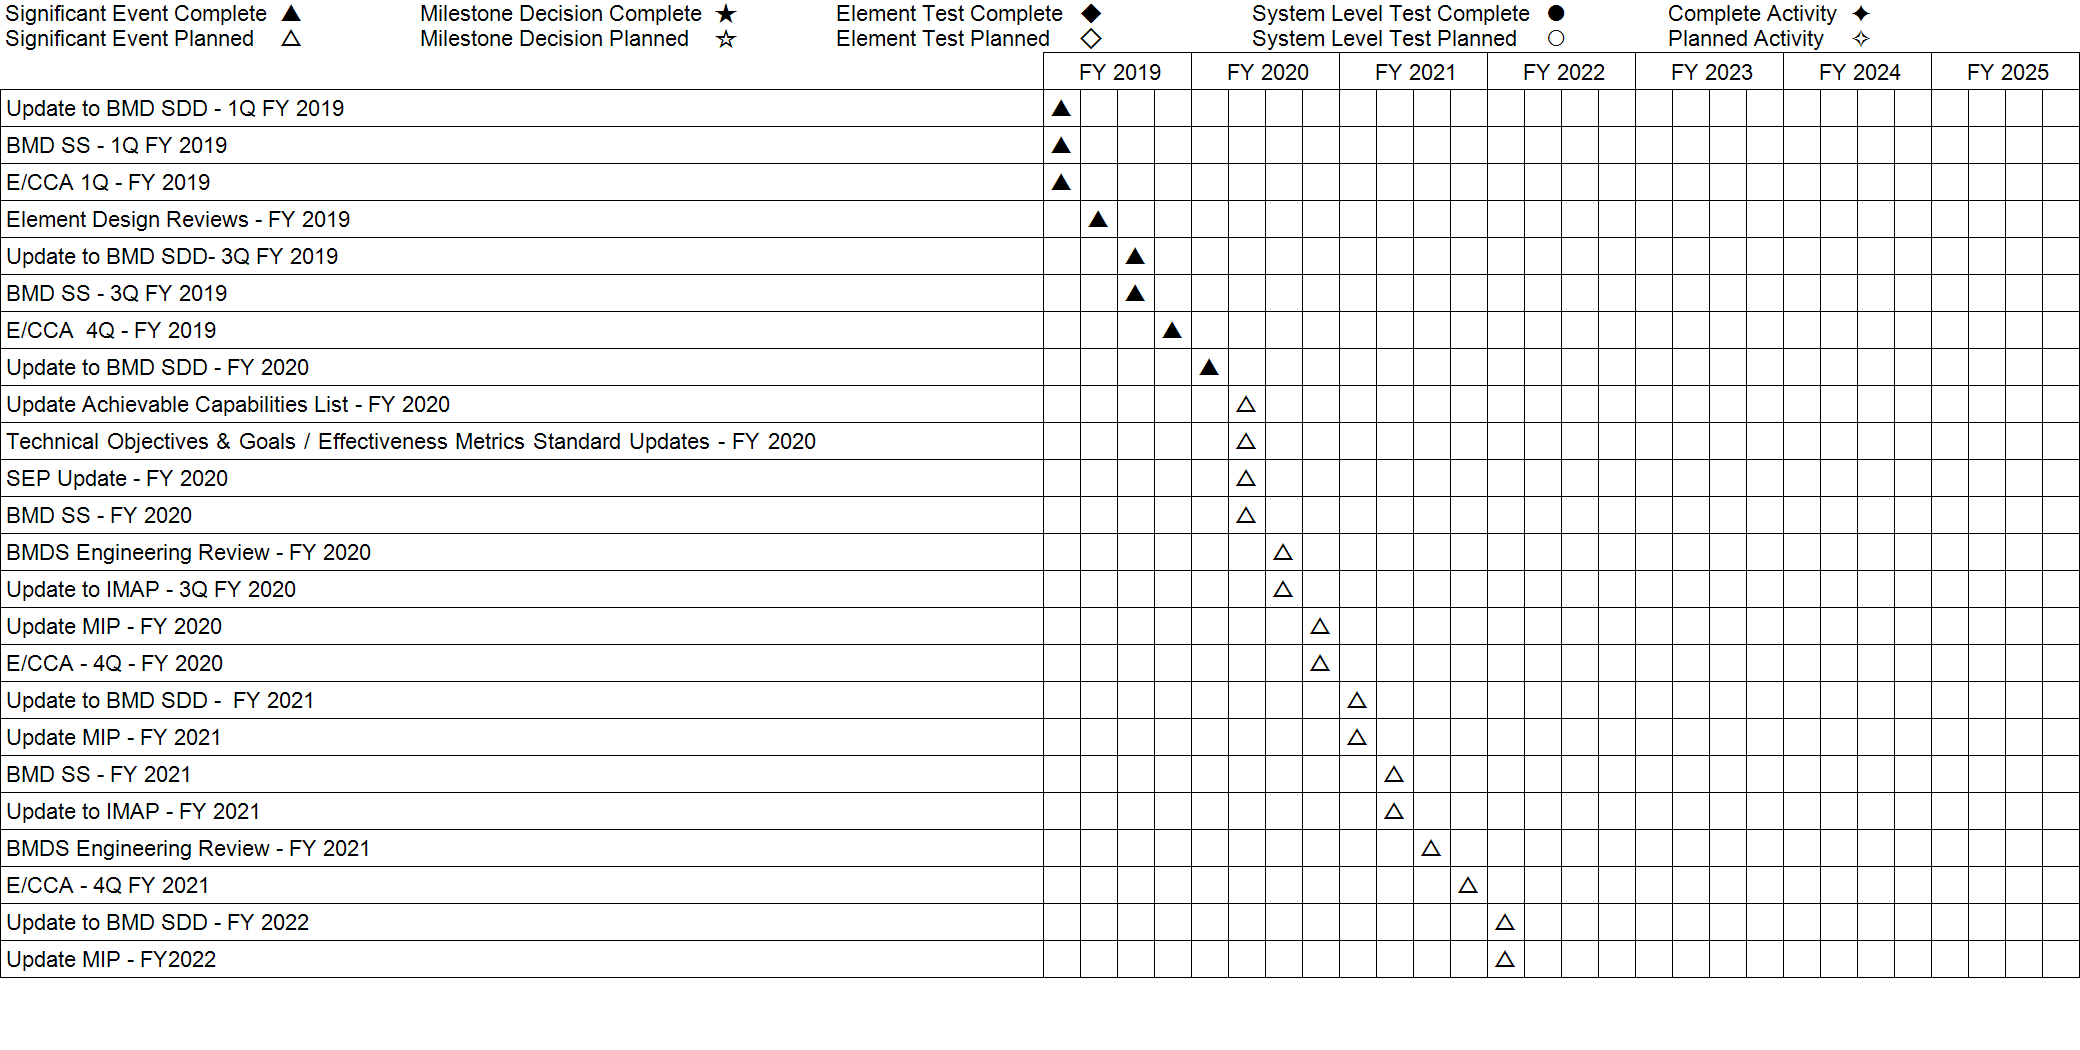 Significant Event Complete ▲ Milestone Decision Complete ★ Element Test Complete ◆ System Level Test Complete ● Complete Activity ✦
Significant Event Planned △ Milestone Decision Planned ☆ Element Test Planned ◇ System Level Test Planned ○ Planned Activity ✧
FY 2019 FY 2020 FY 2021 FY 2022 FY 2023 FY 2024 FY 2025
Update to BMD SDD - 1Q FY 2019 ▲
BMD SS - 1Q FY 2019 ▲
E/CCA 1Q - FY 2019 ▲
Element Design Reviews - FY 2019 ▲
Update to BMD SDD- 3Q FY 2019 ▲
BMD SS - 3Q FY 2019 ▲
E/CCA  4Q - FY 2019 ▲
Update to BMD SDD - FY 2020 ▲
Update Achievable Capabilities List - FY 2020 △
Technical Objectives & Goals / Effectiveness Metrics Standard Updates - FY 2020 △
SEP Update - FY 2020 △
BMD SS - FY 2020 △
BMDS Engineering Review - FY 2020 △
Update to IMAP - 3Q FY 2020 △
Update MIP - FY 2020 △
E/CCA - 4Q - FY 2020 △
Update to BMD SDD -  FY 2021 △
Update MIP - FY 2021 △
BMD SS - FY 2021 △
Update to IMAP - FY 2021 △
BMDS Engineering Review - FY 2021 △
E/CCA - 4Q FY 2021 △
Update to BMD SDD - FY 2022 △
Update MIP - FY2022 △